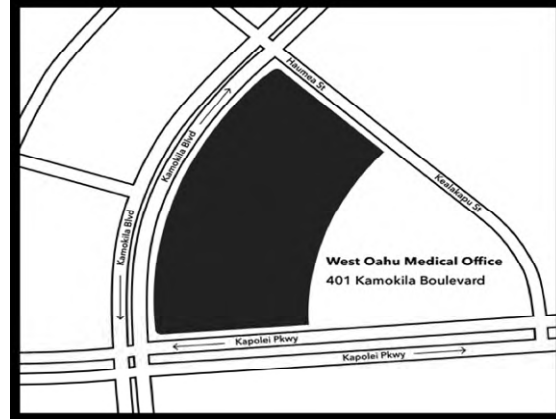 Haumea St
Kamokila Blvd
Kealakapu St
Kamokila Blvd
West Oahu Medical Office
401 Kamokila Boulevard
Kapolei Pkwy
Kapolei Pkwy